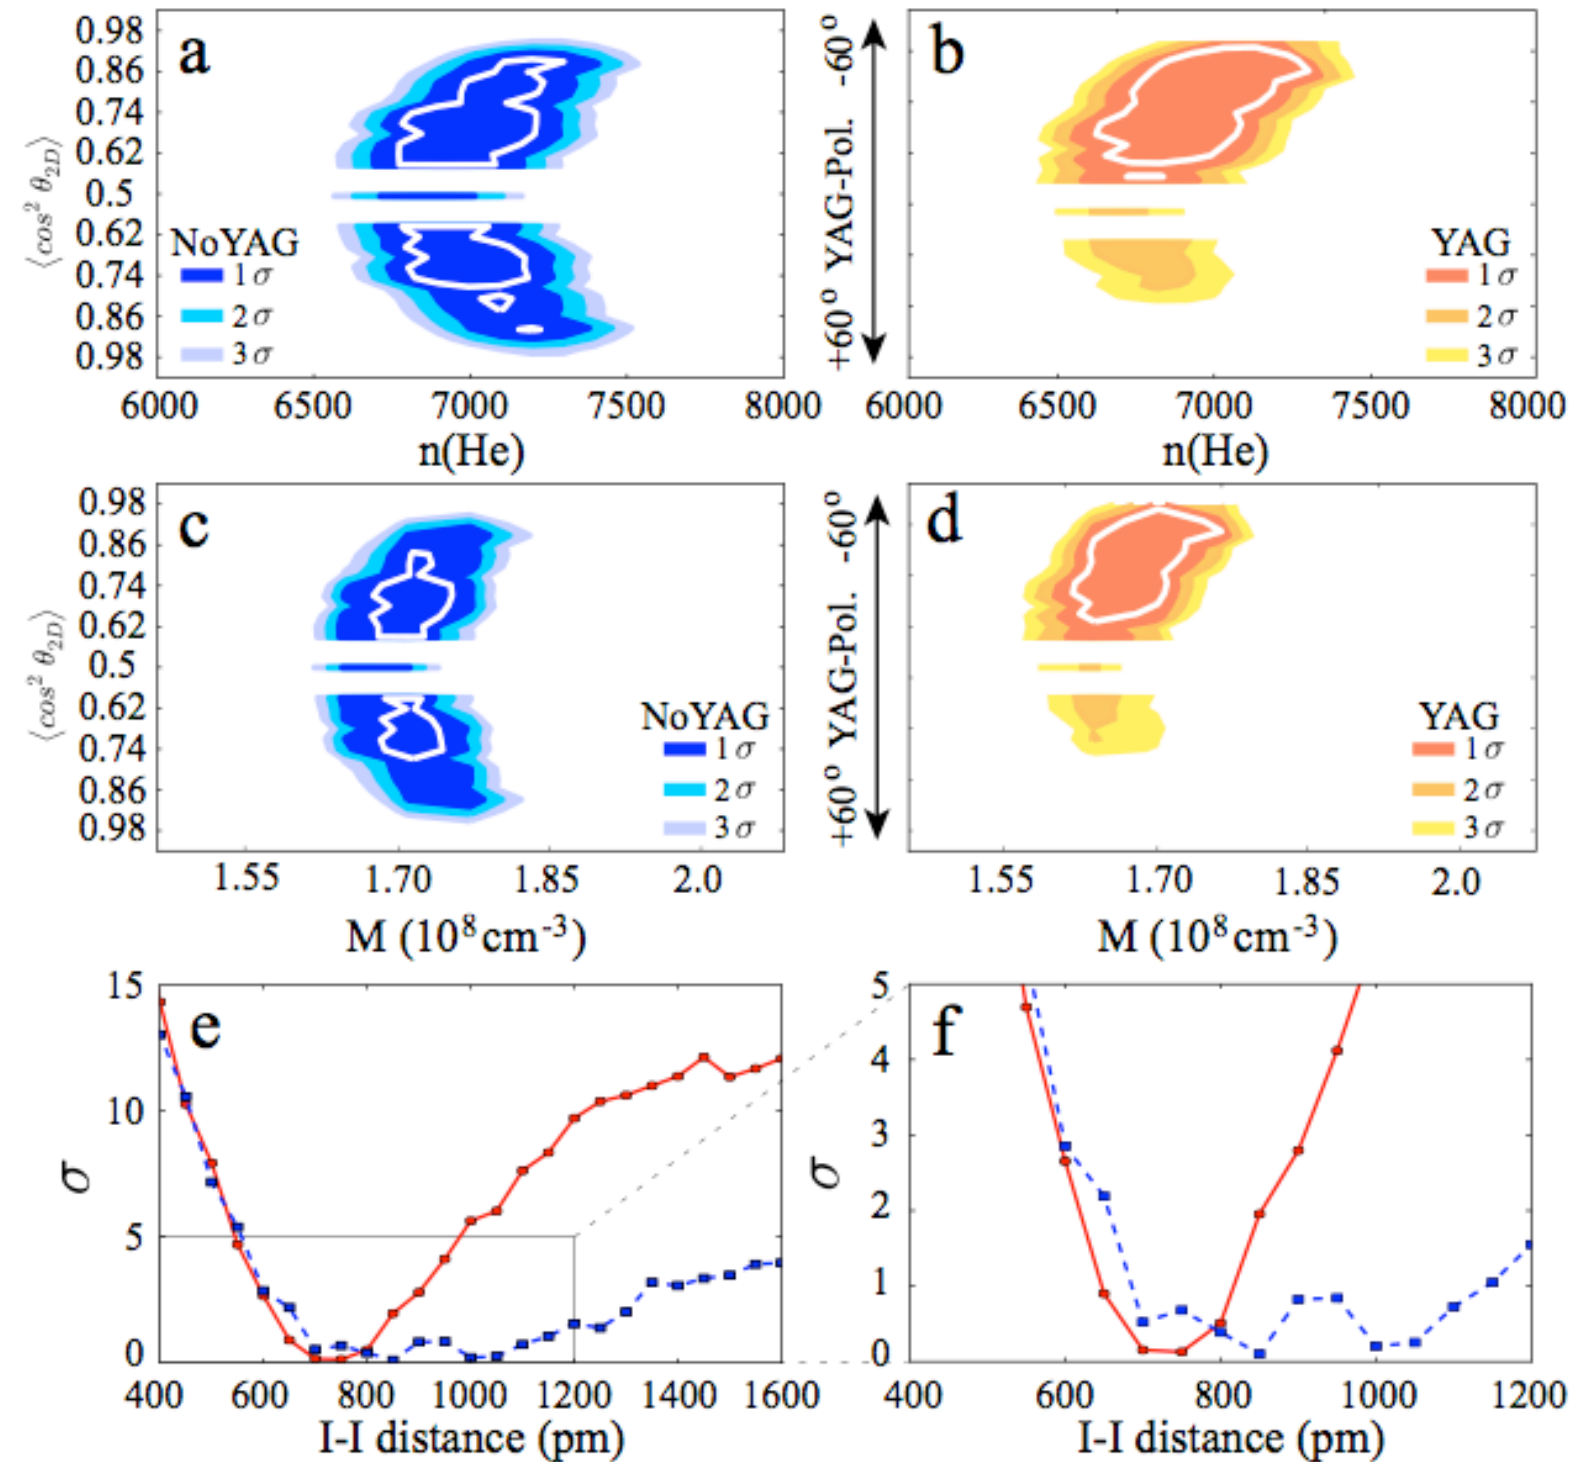 a
0.98
0.86
0.74
0.62
0.5
0.62
0.74
0.86
0.98
⟨cos² θ₂D⟩
NoYAG
1σ
2σ
3σ
6000 6500 7000 7500 8000
n(He)
-60° YAG-Pol. +60°
b
YAG
1σ
2σ
3σ
6000 6500 7000 7500 8000
n(He)
c
0.98
0.86
0.74
0.62
0.5
0.62
0.74
0.86
0.98
⟨cos² θ₂D⟩
NoYAG
1σ
2σ
3σ
1.55 1.70 1.85 2.0
M (10⁸cm⁻³)
-60° YAG-Pol. +60°
d
YAG
1σ
2σ
3σ
1.55 1.70 1.85 2.0
M (10⁸cm⁻³)
e
15
10
5
0
σ
400 600 800 1000 1200 1400 1600
I-I distance (pm)
f
5
4
3
2
1
0
σ
400 600 800 1000 1200
I-I distance (pm)